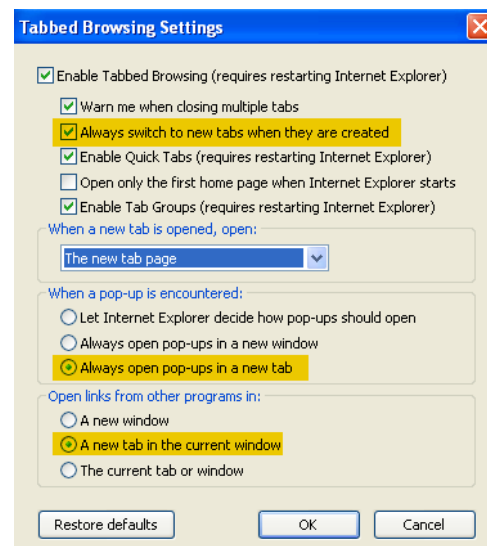 Tabbed Browsing Settings
Enable Tabbed Browsing (requires restarting Internet Explorer)
Warn me when closing multiple tabs
Always switch to new tabs when they are created
Enable Quick Tabs (requires restarting Internet Explorer)
Open only the first home page when Internet Explorer starts
Enable Tab Groups (requires restarting Internet Explorer)
When a new tab is opened, open:
The new tab page
When a pop-up is encountered:
Let Internet Explorer decide how pop-ups should open
Always open pop-ups in a new window
Always open pop-ups in a new tab
Open links from other programs in:
A new window
A new tab in the current window
The current tab or window
Restore defaults OK Cancel